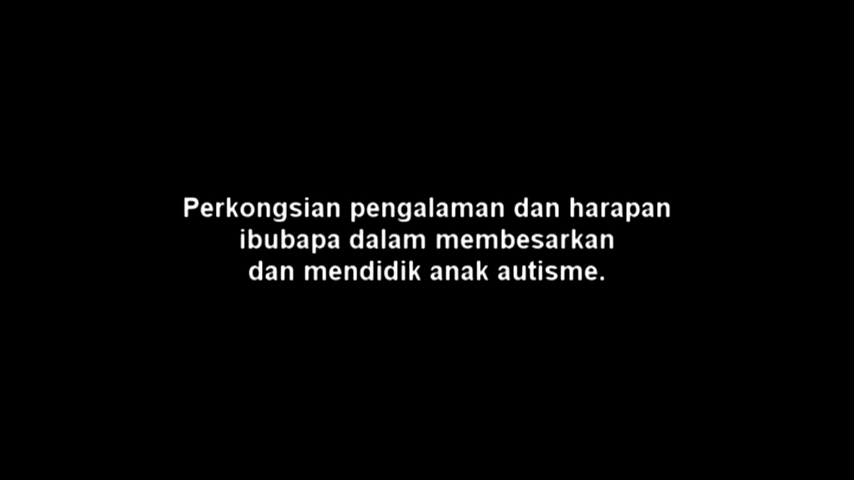 Perkongsian pengalaman dan harapan
ibubapa dalam membesarkan
dan mendidik anak autisme.